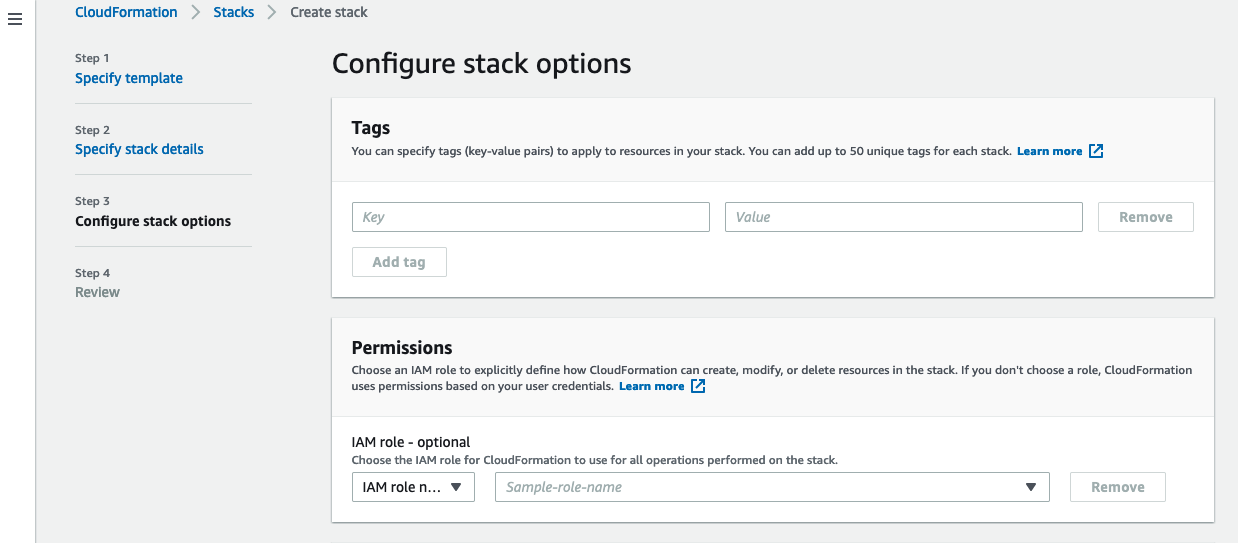 CloudFormation > Stacks > Create stack
Step 1
Specify template
Step 2
Specify stack details
Step 3
Configure stack options
Step 4
Review
Configure stack options
Tags
You can specify tags (key-value pairs) to apply to resources in your stack. You can add up to 50 unique tags for each stack. Learn more
Key
Value
Remove
Add tag
Permissions
Choose an IAM role to explicitly define how CloudFormation can create, modify, or delete resources in the stack. If you don't choose a role, CloudFormation
uses permissions based on your user credentials. Learn more
IAM role - optional
Choose the IAM role for CloudFormation to use for all operations performed on the stack.
IAM role n...
Sample-role-name
Remove